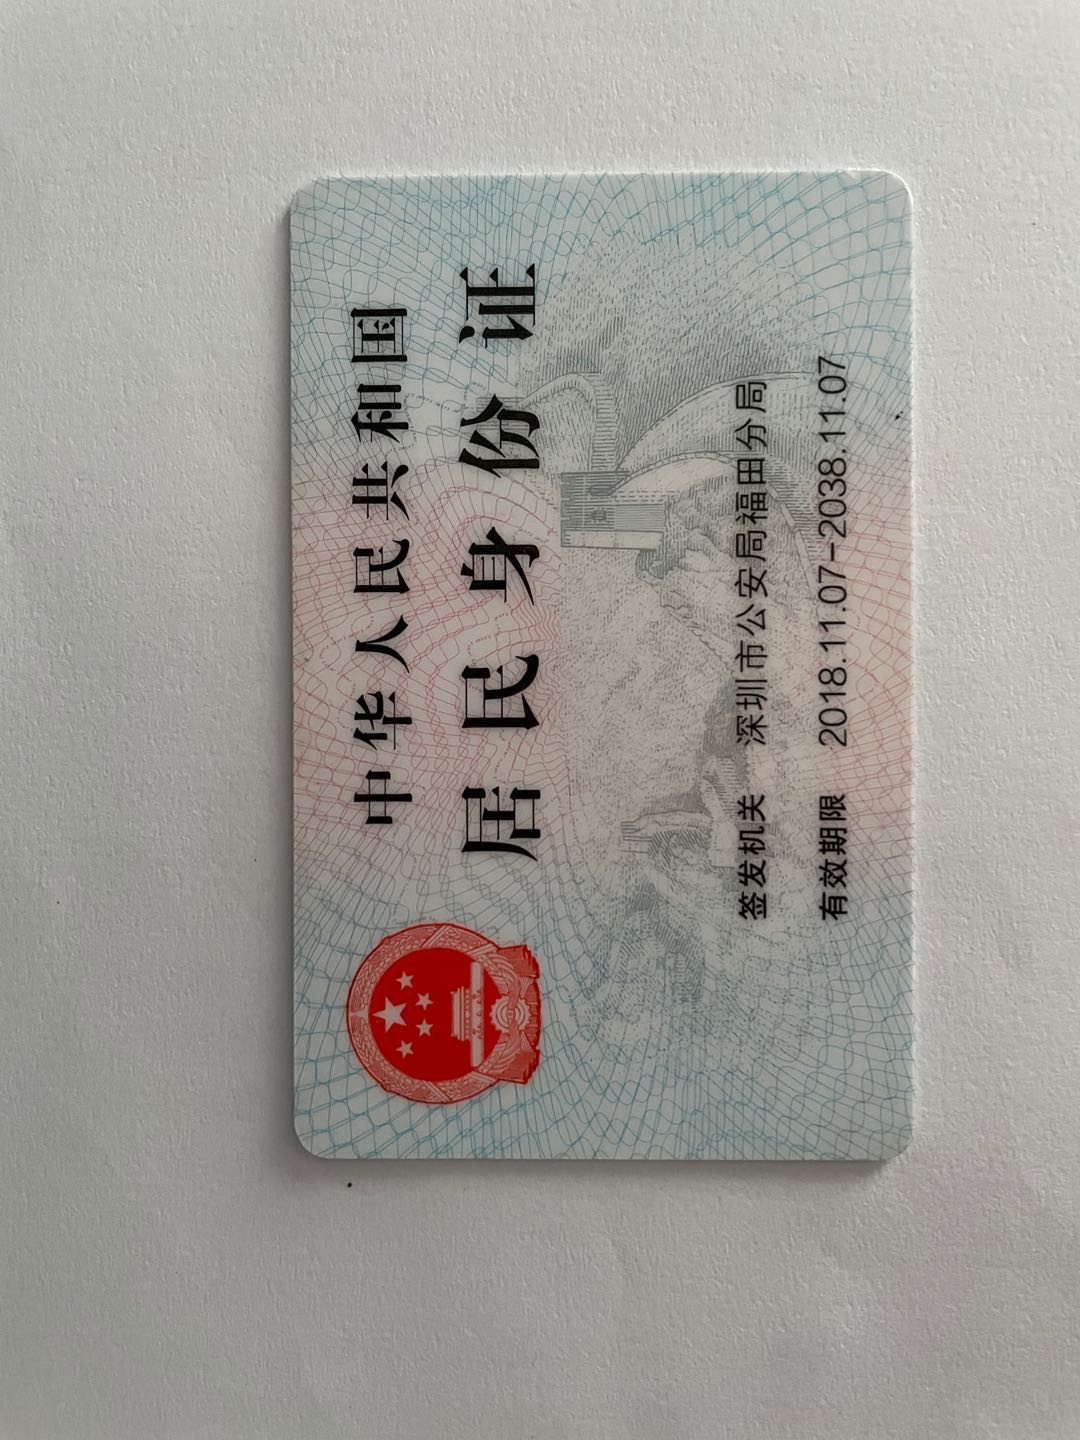 中华人民共和国
居民身份证
签发机关 深圳市公安局福田分局
有效期限 2018.11.07-2038.11.07